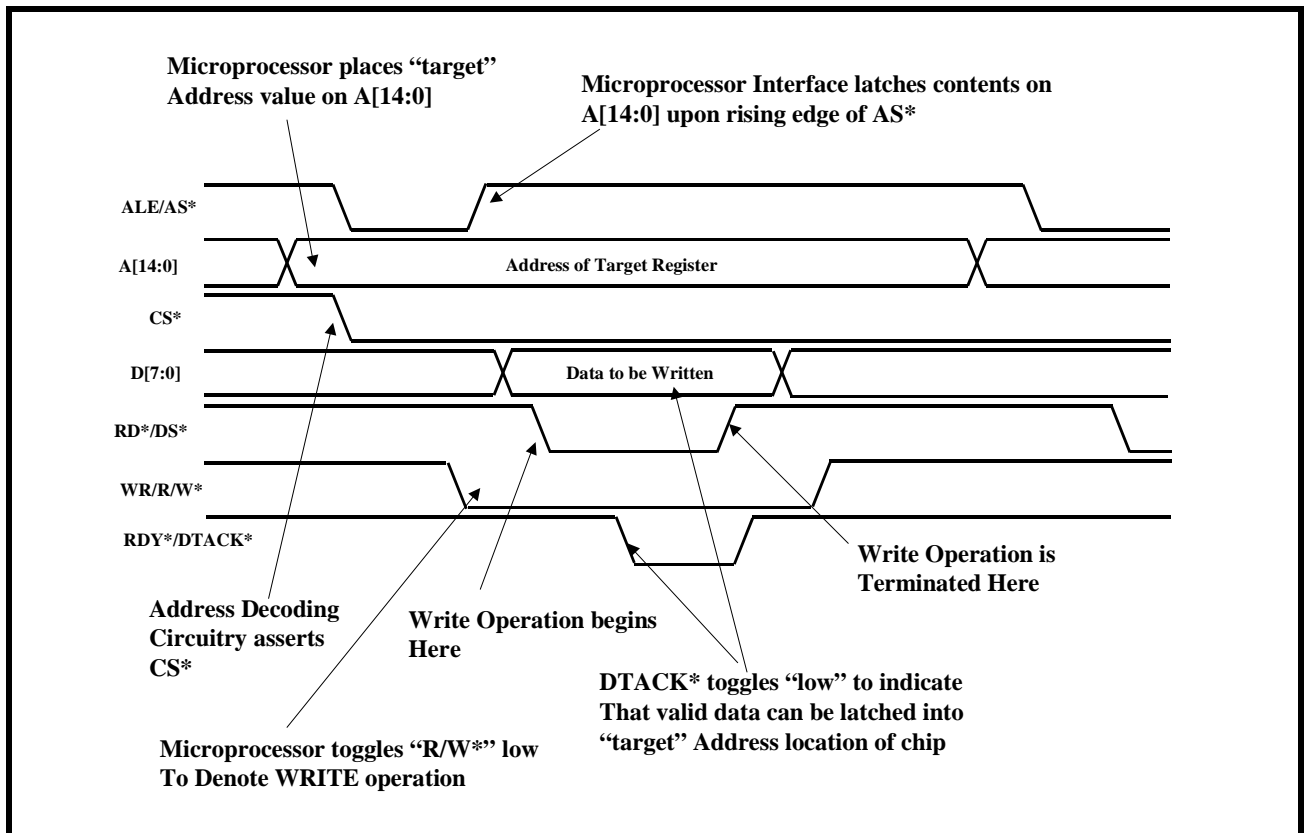 Microprocessor places “target”
Address value on A[14:0]
Microprocessor Interface latches contents on
A[14:0] upon rising edge of AS*
ALE/AS*
A[14:0]
Address of Target Register
CS*
D[7:0]
Data to be Written
RD*/DS*
WR/R/W*
RDY*/DTACK*
Write Operation is
Terminated Here
Address Decoding
Circuitry asserts
CS*
Write Operation begins
Here
DTACK* toggles “low” to indicate
That valid data can be latched into
“target” Address location of chip
Microprocessor toggles “R/W*” low
To Denote WRITE operation